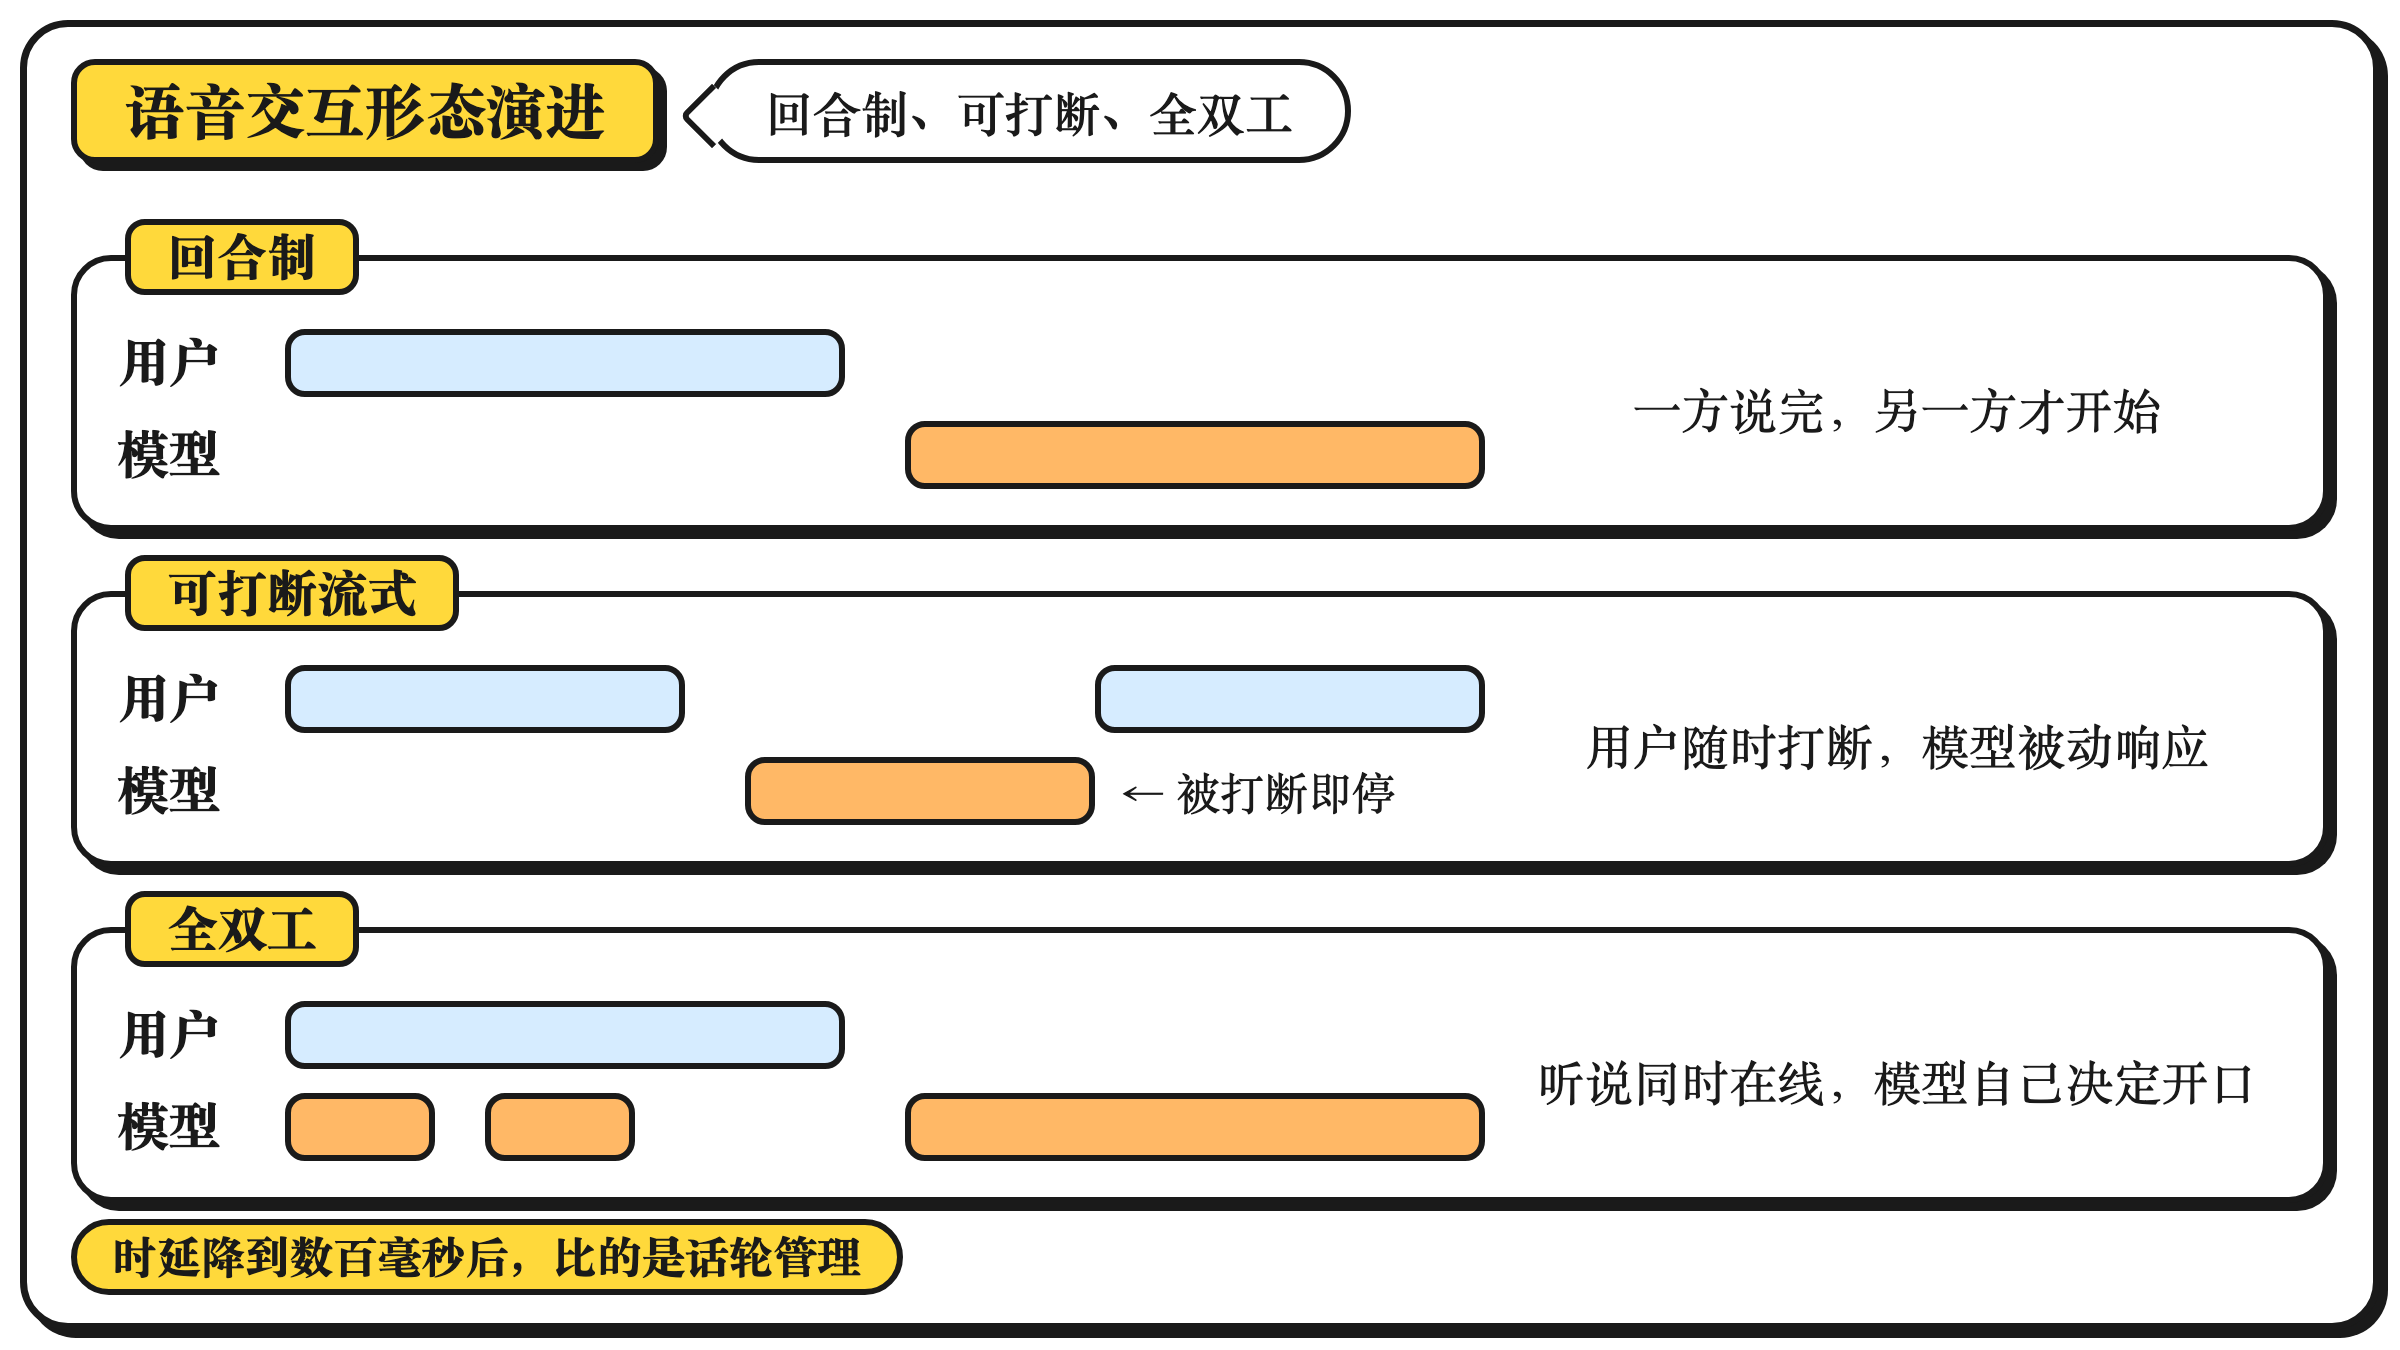 语音交互形态演进
回合制、可打断、全双工
回合制
用户
模型
一方说完，另一方才开始
可打断流式
用户
模型
← 被打断即停
用户随时打断，模型被动响应
全双工
用户
模型
听说同时在线，模型自己决定开口
时延降到数百毫秒后，比的是话轮管理